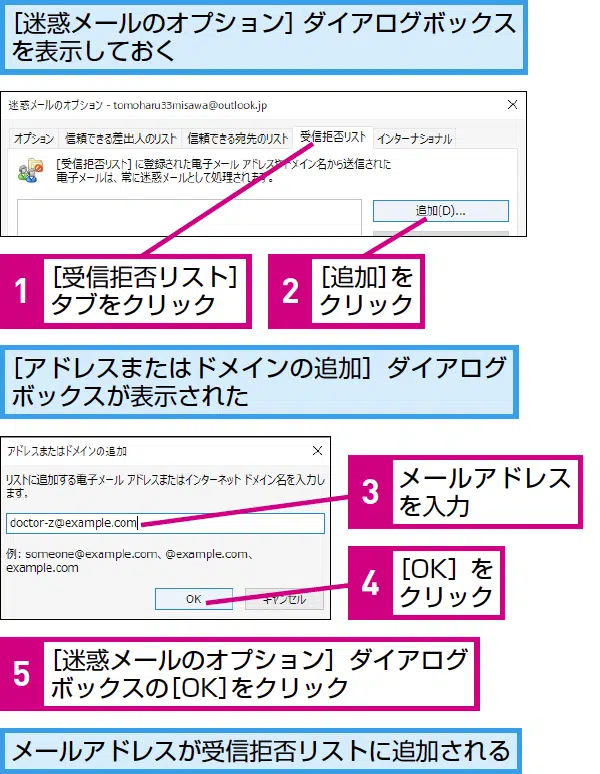 [迷惑メールのオプション] ダイアログボックス
を表示しておく
迷惑メールのオプション - tomoharu33misawa@outlook.jp
オプション 信頼できる差出人のリスト 信頼できる宛先のリスト 受信拒否リスト インターナショナル
[受信拒否リスト] に登録された電子メール アドレスやドメイン名から送信された
電子メールは、常に迷惑メールとして処理されます。
追加(D)...
1 [受信拒否リスト]
タブをクリック
2 [追加]を
クリック
[アドレスまたはドメインの追加] ダイアログ
ボックスが表示された
アドレスまたはドメインの追加
リストに追加する電子メール アドレスまたはインターネット ドメイン名を入力し
ます。
doctor-z@example.com
例: someone@example.com、@example.com、
example.com
OK キャンセル
3 メールアドレス
を入力
4 [OK] を
クリック
5 [迷惑メールのオプション] ダイアログ
ボックスの[OK]をクリック
メールアドレスが受信拒否リストに追加される